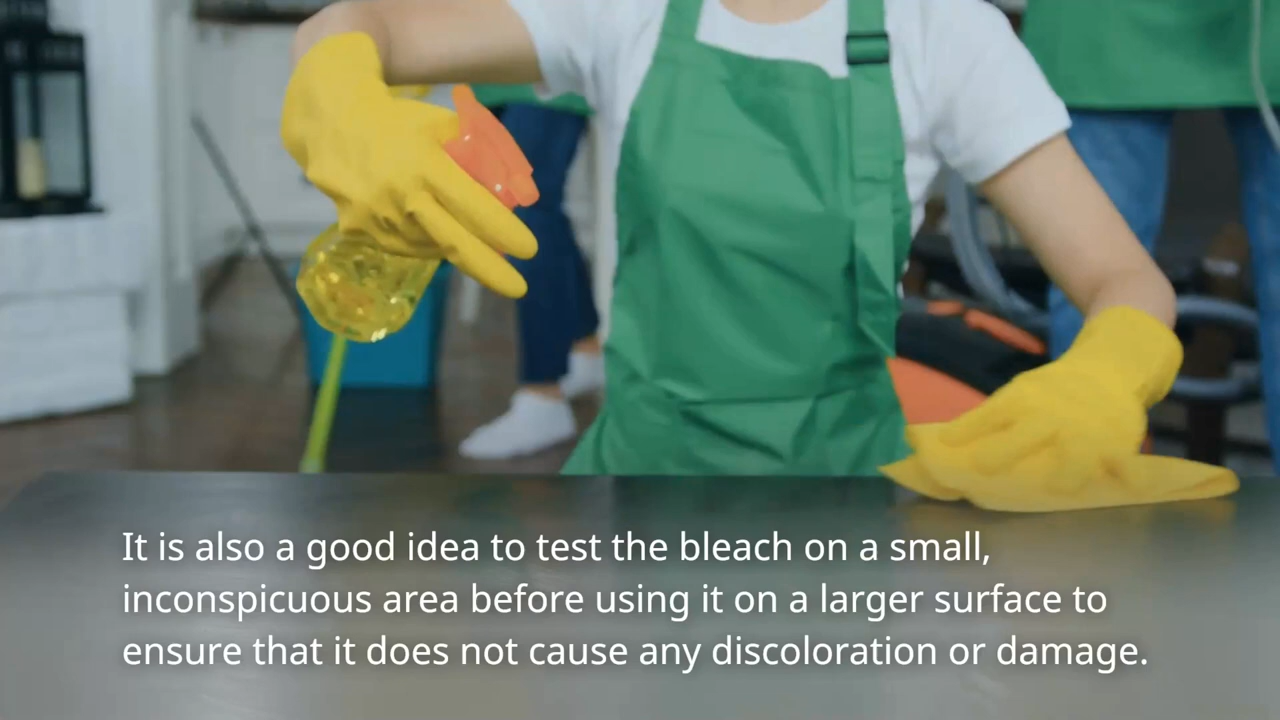 It is also a good idea to test the bleach on a small,
inconspicuous area before using it on a larger surface to
ensure that it does not cause any discoloration or damage.